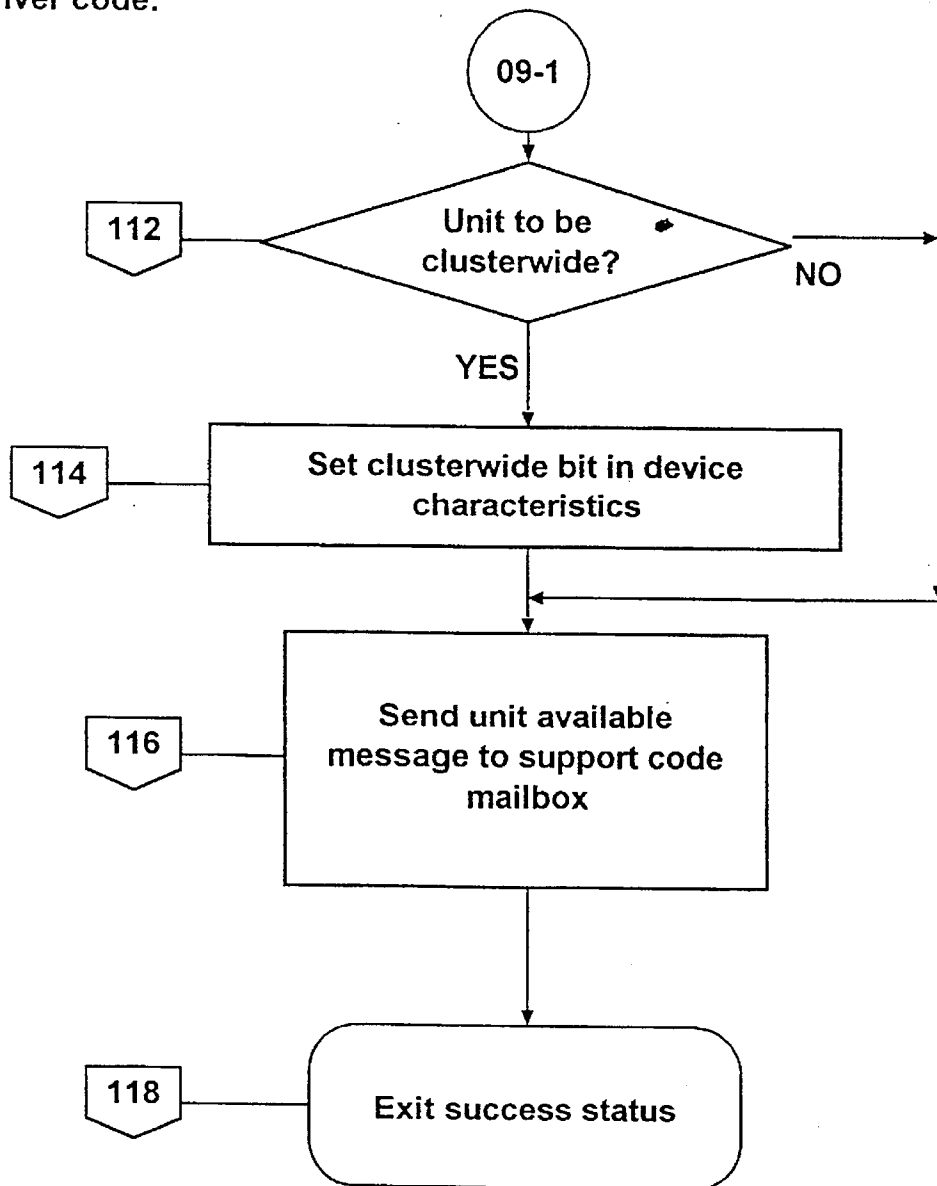 code.
09-1
112
Unit to be
clusterwide?
NO
YES
114
Set clusterwide bit in device
characteristics
116
Send unit available
message to support code
mailbox
118
Exit success status